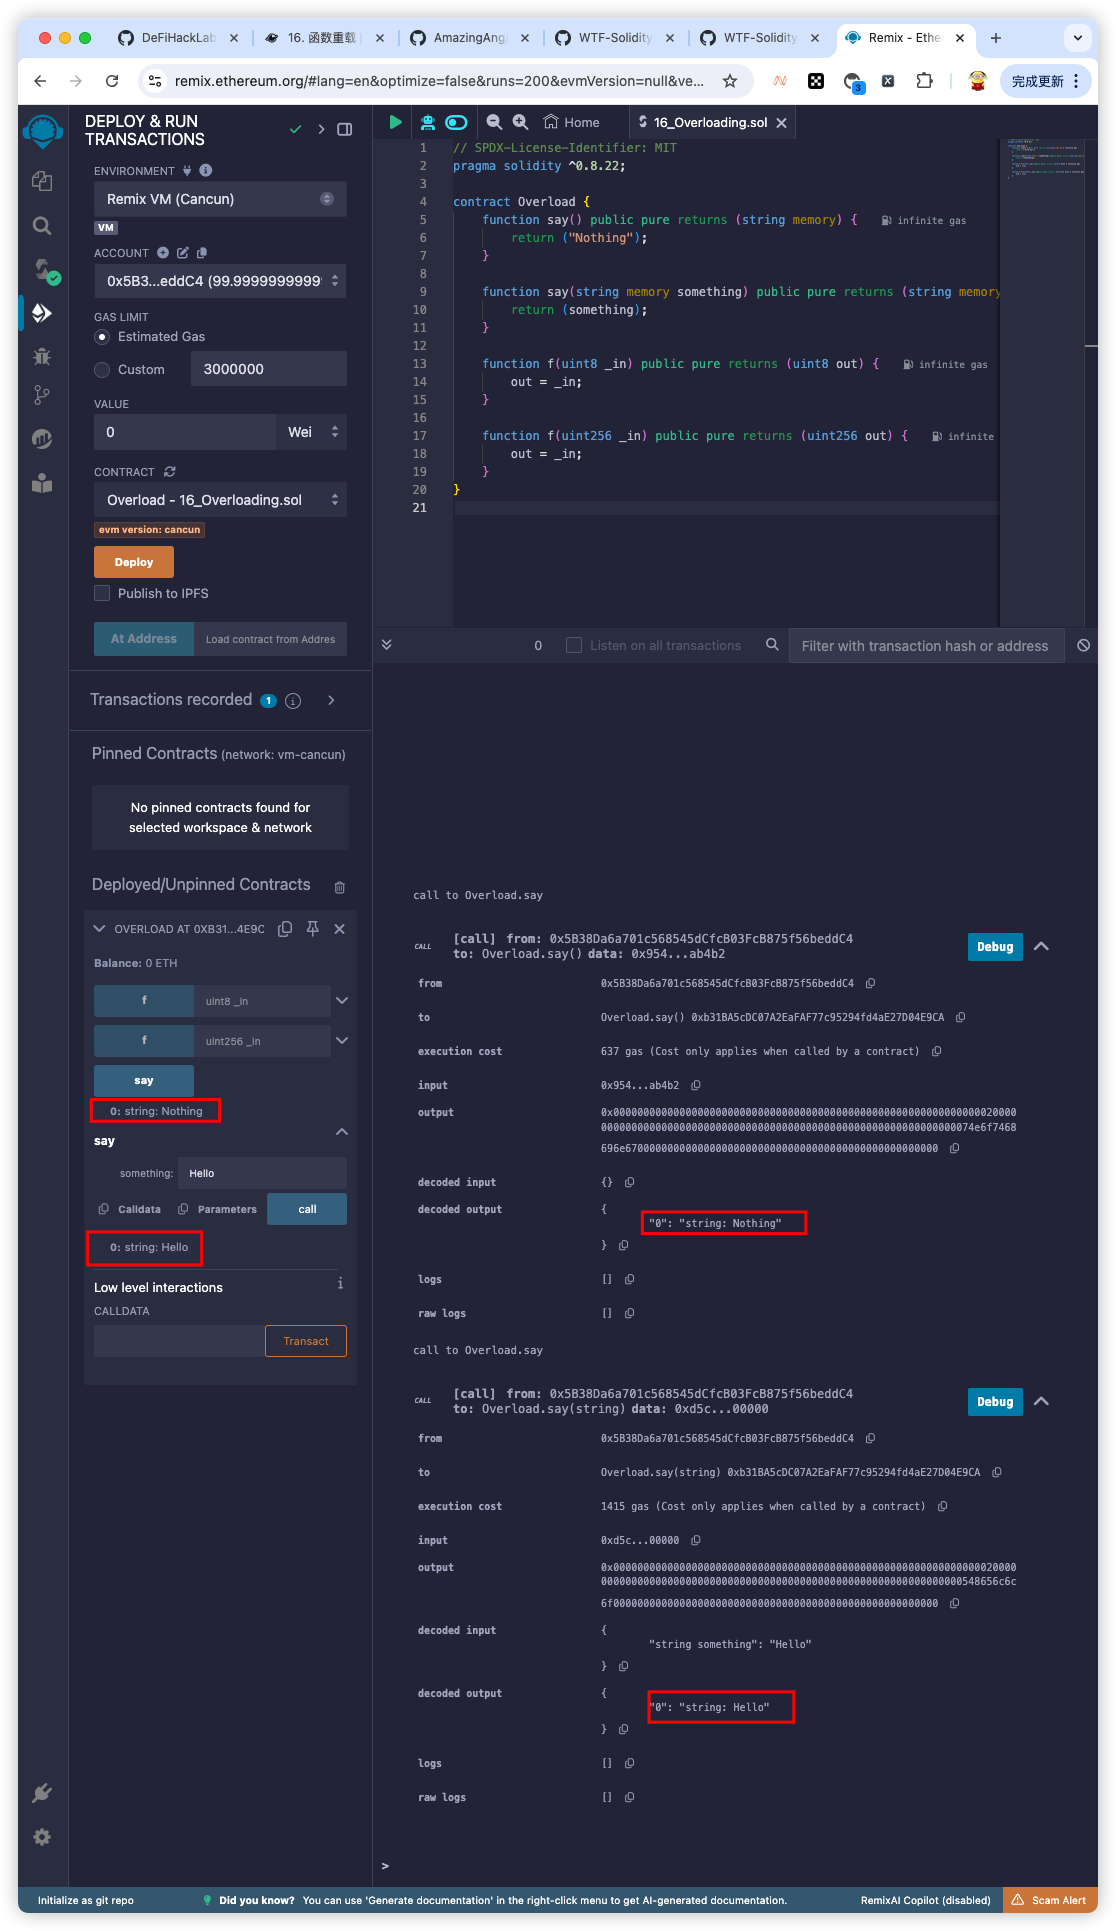 DeFiHackLab
16. 函数重载
AmazingAng
WTF-Solidity
WTF-Solidity
Remix - Ethe
remix.ethereum.org/#lang=en&optimize=false&runs=200&evmVersion=null&ve...
3
完成更新
DEPLOY & RUN
TRANSACTIONS
ENVIRONMENT
Remix VM (Cancun)
VM
ACCOUNT
0x5B3...eddC4 (99.9999999999
GAS LIMIT
Estimated Gas
Custom
3000000
VALUE
0
Wei
CONTRACT
Overload - 16_Overloading.sol
evm version: cancun
Deploy
Publish to IPFS
At Address
Load contract from Addres
Transactions recorded 1
Pinned Contracts (network: vm-cancun)
No pinned contracts found for
selected workspace & network
Deployed/Unpinned Contracts
OVERLOAD AT 0XB31...4E9C
Balance: 0 ETH
f
uint8 _in
f
uint256 _in
say
0: string: Nothing
say
something:
Hello
Calldata
Parameters
call
0: string: Hello
Low level interactions
CALLDATA
Transact
Home
16_Overloading.sol
1 // SPDX-License-Identifier: MIT
2 pragma solidity ^0.8.22;
3
4 contract Overload {
5 function say() public pure returns (string memory) { infinite gas
6 return ("Nothing");
7 }
8
9 function say(string memory something) public pure returns (string memory
10 return (something);
11 }
12
13 function f(uint8 _in) public pure returns (uint8 out) { infinite gas
14 out = _in;
15 }
16
17 function f(uint256 _in) public pure returns (uint256 out) { infinite
18 out = _in;
19 }
20 }
21
0
Listen on all transactions
Filter with transaction hash or address
call to Overload.say
CALL
[call] from: 0x5B38Da6a701c568545dCfcB03FcB875f56beddC4
to: Overload.say() data: 0x954...ab4b2
Debug
from 0x5B38Da6a701c568545dCfcB03FcB875f56beddC4
to Overload.say() 0xb31BA5cDC07A2EaFAF77c95294fd4aE27D04E9CA
execution cost 637 gas (Cost only applies when called by a contract)
input 0x954...ab4b2
output 0x00000000000000000000000000000000000000000000000000000000000020000
000000000000000000000000000000000000000000000000000000000074e6f7468
696e67000000000000000000000000000000000000000000000000
decoded input {}
decoded output {
"0": "string: Nothing"
}
logs []
raw logs []
call to Overload.say
CALL
[call] from: 0x5B38Da6a701c568545dCfcB03FcB875f56beddC4
to: Overload.say(string) data: 0xd5c...00000
Debug
from 0x5B38Da6a701c568545dCfcB03FcB875f56beddC4
to Overload.say(string) 0xb31BA5cDC07A2EaFAF77c95294fd4aE27D04E9CA
execution cost 1415 gas (Cost only applies when called by a contract)
input 0xd5c...00000
output 0x00000000000000000000000000000000000000000000000000000000000020000
000000000000000000000000000000000000000000000000000000000548656c6c
6f000000000000000000000000000000000000000000000000000000
decoded input {
"string something": "Hello"
}
decoded output {
"0": "string: Hello"
}
logs []
raw logs []
>
Initialize as git repo
Did you know? You can use 'Generate documentation' in the right-click menu to get AI-generated documentation.
RemixAI Copilot (disabled)
Scam Alert